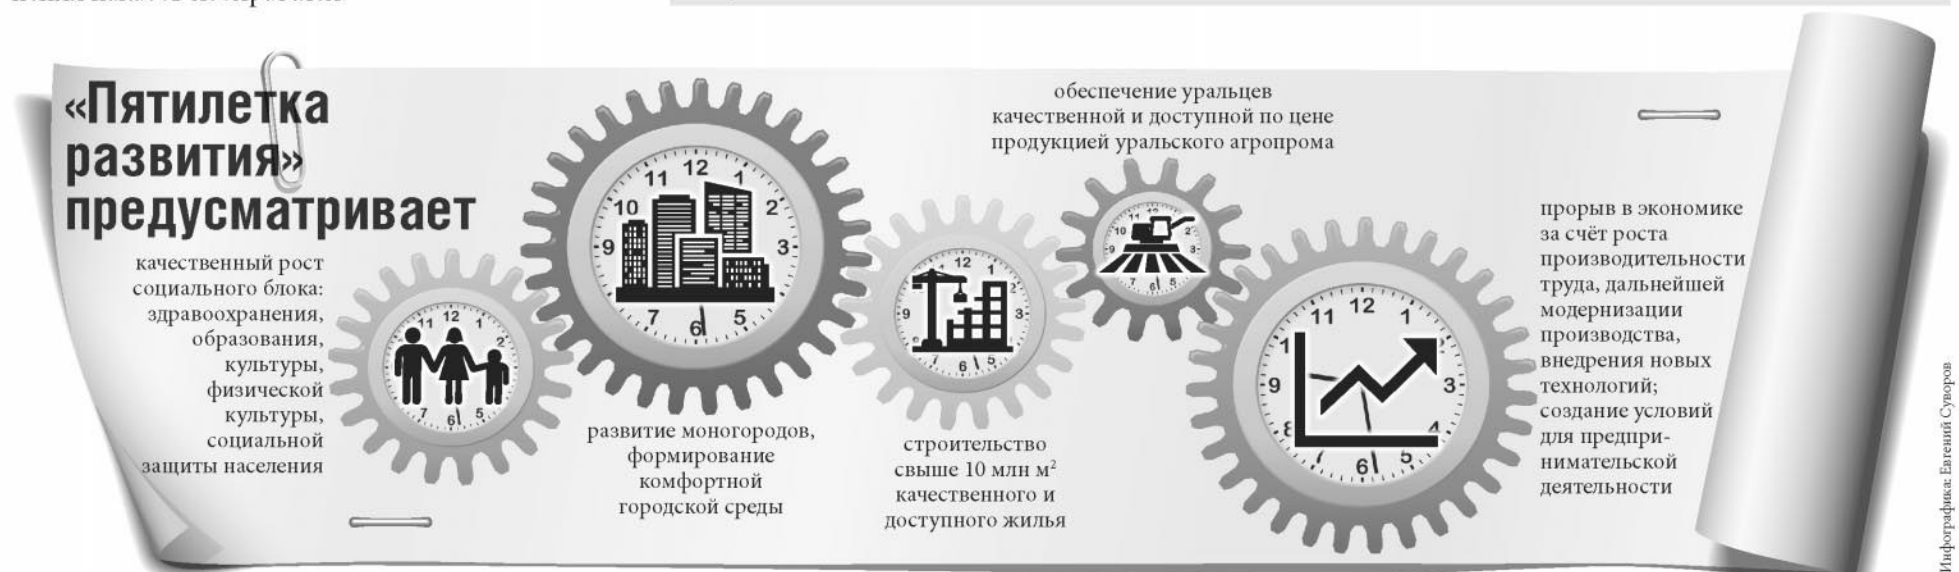 «Пятилетка
развития»
предусматривает
качественный рост
социального блока:
здравоохранения,
образования,
культуры,
физической
культуры,
социальной
защиты населения
развитие моногородов,
формирование
комфортной
городской среды
строительство
свыше 10 млн м²
качественного и
доступного жилья
обеспечение уральцев
качественной и доступной по цене
продукцией уральского агропрома
прорыв в экономике
за счёт роста
производительности
труда, дальнейшей
модернизации
производства,
внедрения новых
технологий;
создание условий
для предпри-
нимательской
деятельности
Инфографика: Евгений Суворов